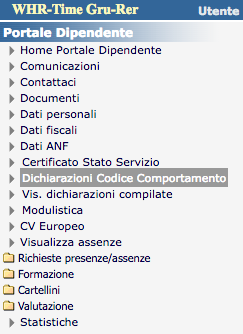 WHR-Time Gru-Rer Utente
Portale Dipendente
Home Portale Dipendente
Comunicazioni
Contattaci
Documenti
Dati personali
Dati fiscali
Dati ANF
Certificato Stato Servizio
Dichiarazioni Codice Comportamento
Vis. dichiarazioni compilate
Modulistica
CV Europeo
Visualizza assenze
Richieste presenze/assenze
Formazione
Cartellini
Valutazione
Statistiche